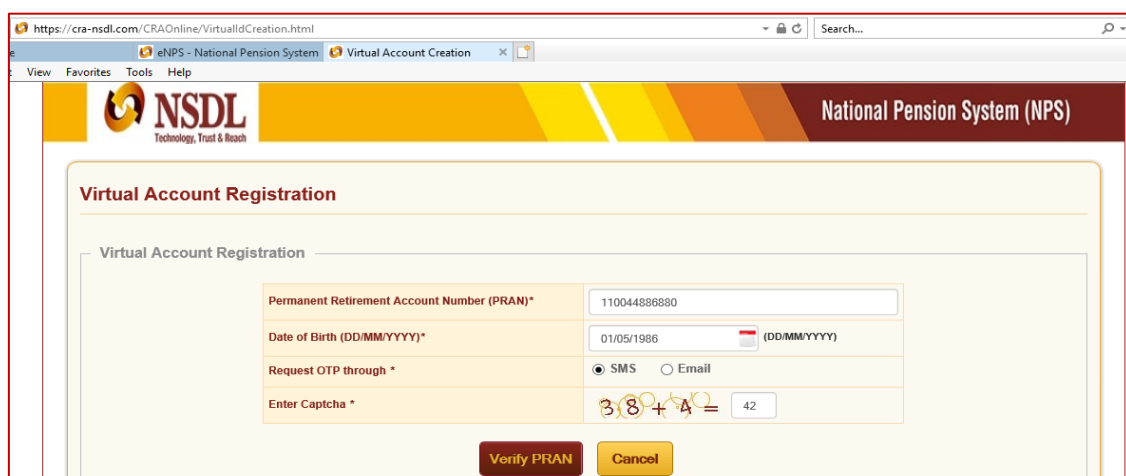 https://cra-nsdl.com/CRAOnline/VirtualIdCreation.html Search...
e eNPS - National Pension System Virtual Account Creation
View Favorites Tools Help
NSDL
Technology, Trust & Reach
National Pension System (NPS)
Virtual Account Registration
Virtual Account Registration
Permanent Retirement Account Number (PRAN)* 110044886880
Date of Birth (DD/MM/YYYY)* 01/05/1986 (DD/MM/YYYY)
Request OTP through * SMS Email
Enter Captcha * 38+4= 42
Verify PRAN Cancel